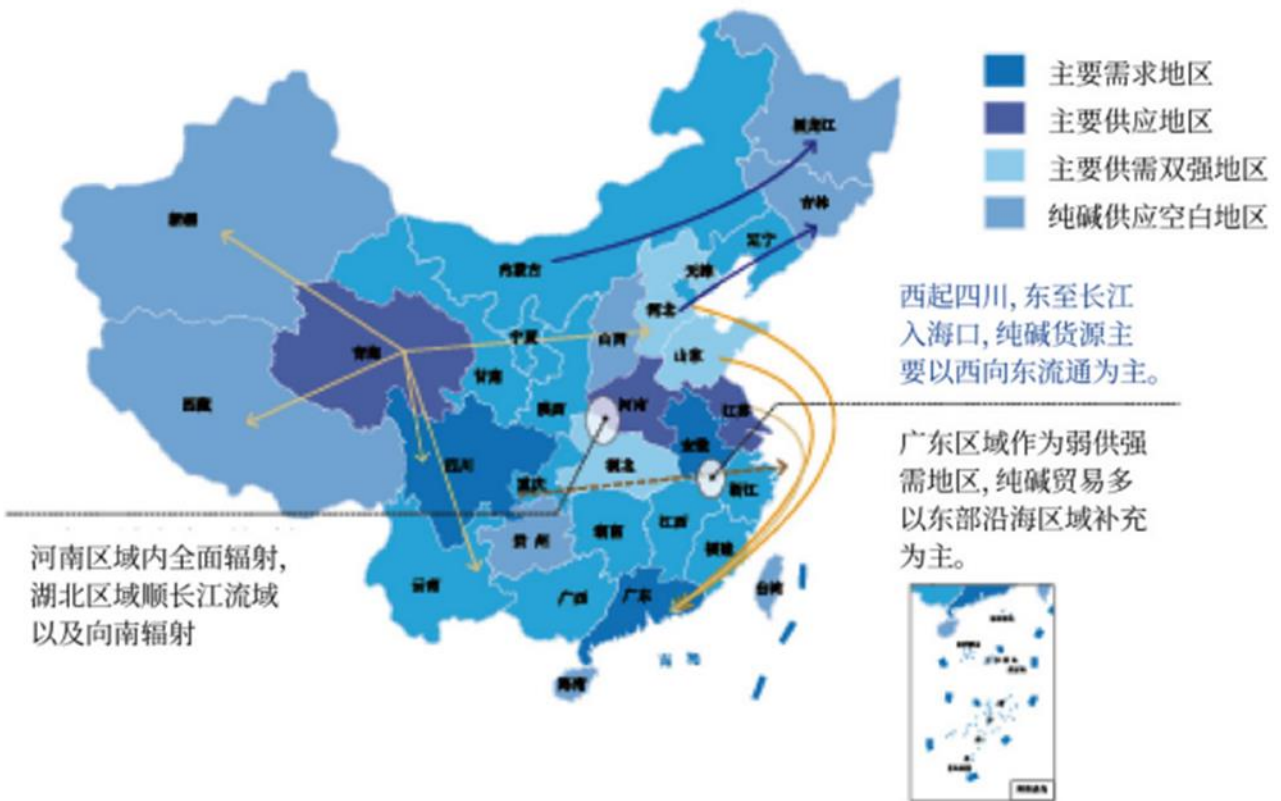 主要需求地区
主要供应地区
主要供需双强地区
纯碱供应空白地区
黑龙江
吉林
辽宁
新疆
内蒙古
天津
河北
宁夏
山西
山东
青海
甘肃
西藏
陕西
河南
江苏
安徽
四川
湖北
重庆
浙江
湖南
江西
贵州
福建
云南
广西
广东
台湾
海南
南海
西起四川, 东至长江
入海口, 纯碱货源主
要以西向东流通为主。
广东区域作为弱供强
需地区, 纯碱贸易多
以东部沿海区域补充
为主。
河南区域内全面辐射,
湖北区域顺长江流域
以及向南辐射